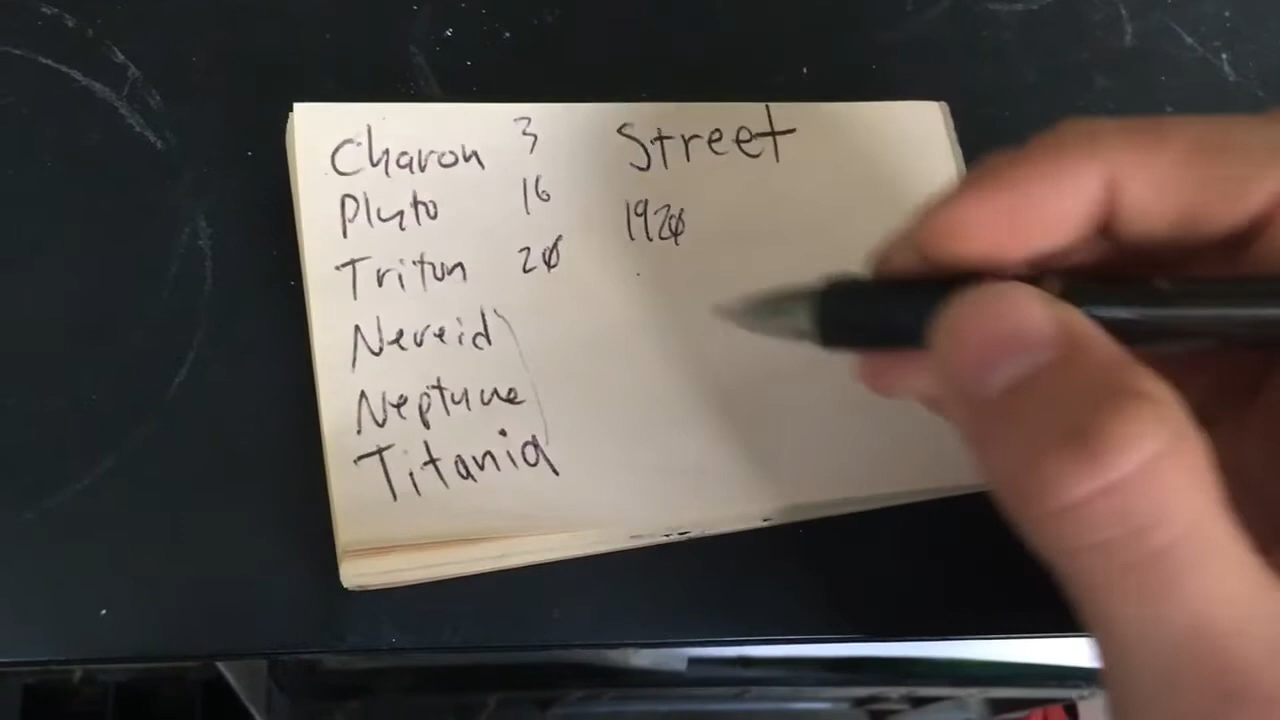 Charon 3 Street
Pluto 16
1920
Triton 20
Nereid
Neptune
Titania